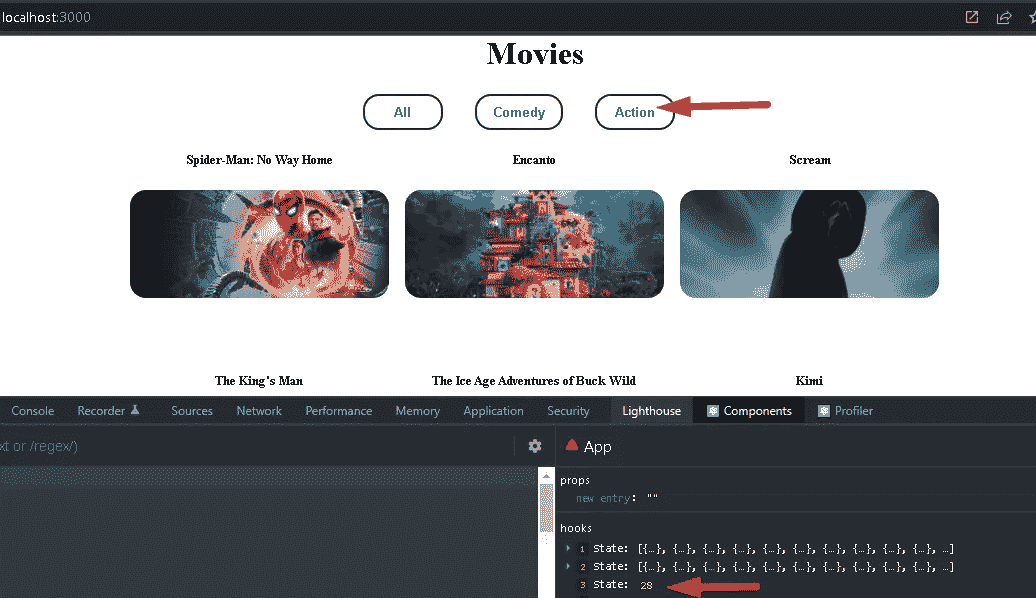 localhost:3000
Movies
All Comedy Action
Spider-Man: No Way Home Encanto Scream
The King's Man The Ice Age Adventures of Buck Wild Kimi
Console Recorder Sources Network Performance Memory Application Security Lighthouse Components Profiler
xt or /regex/) App
props
new entry: ""
hooks
1 State: [{…}, {…}, {…}, {…}, {…}, {…}, {…}, {…}, {…}, {…}, …]
2 State: [{…}, {…}, {…}, {…}, {…}, {…}, {…}, {…}, {…}, {…}, …]
3 State: 28